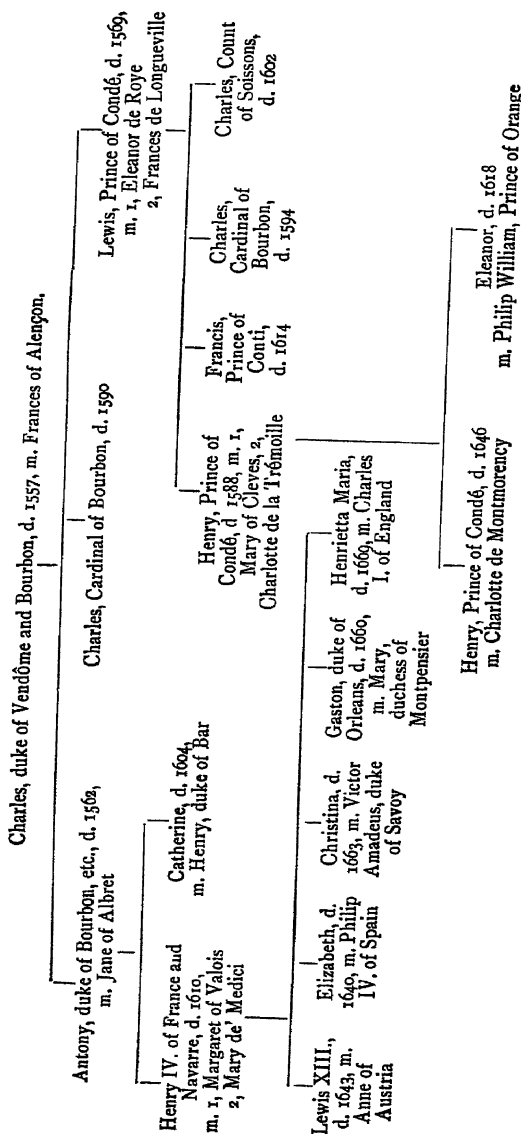 Charles, duke of Vendôme and Bourbon, d. 1557, m. Frances of Alençon.
Antony, duke of Bourbon, etc., d. 1562,
m. Jane of Albret
Charles, Cardinal of Bourbon, d. 1590
Lewis, Prince of Condé, d. 1569,
m. 1, Eleanor de Roye
2, Frances de Longueville
Henry IV. of France and
Navarre, d. 1610,
m. 1, Margaret of Valois
2, Mary de' Medici
Catherine, d. 1604,
m. Henry, duke of Bar
Henry, Prince of
Condé, d 1588, m. 1,
Mary of Cleves, 2,
Charlotte de la Trémoille
Francis,
Prince of
Conti,
d. 1614
Charles,
Cardinal of
Bourbon,
d. 1594
Charles, Count
of Soissons,
d. 1602
Lewis XIII.,
d. 1643, m.
Anne of
Austria
Elizabeth, d.
1640, m. Philip
IV. of Spain
Christina, d.
1663, m. Victor
Amadeus, duke
of Savoy
Gaston, duke of
Orleans, d. 1660,
m. Mary,
duchess of
Montpensier
Henrietta Maria,
d. 1669, m. Charles
I. of England
Henry, Prince of Condé, d. 1646
m. Charlotte de Montmorency
Eleanor, d. 1618
m. Philip William, Prince of Orange